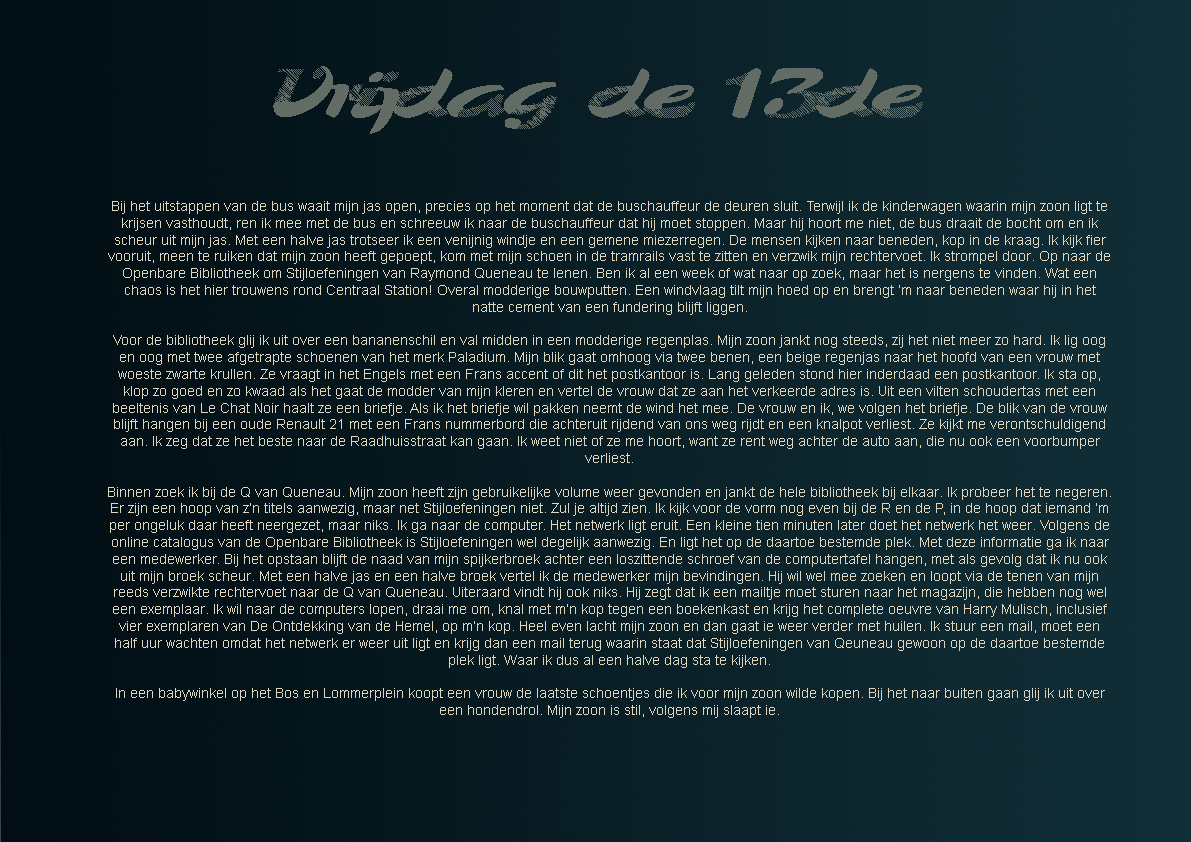 Vrijdag de 13de
Bij het uitstappen van de bus waait mijn jas open, precies op het moment dat de buschauffeur de deuren sluit. Terwijl ik de kinderwagen waarin mijn zoon ligt te
krijsen vasthoudt, ren ik mee met de bus en schreeuw ik naar de buschauffeur dat hij moet stoppen. Maar hij hoort me niet, de bus draait de bocht om en ik
scheur uit mijn jas. Met een halve jas trotseer ik een venijnig windje en een gemene miezerregen. De mensen kijken naar beneden, kop in de kraag. Ik kijk fier
vooruit, meen te ruiken dat mijn zoon heeft gepoept, kom met mijn schoen in de tramrails vast te zitten en verzwik mijn rechtervoet. Ik strompel door. Op naar de
Openbare Bibliotheek om Stijloefeningen van Raymond Queneau te lenen. Ben ik al een week of wat naar op zoek, maar het is nergens te vinden. Wat een
chaos is het hier trouwens rond Centraal Station! Overal modderige bouwputten. Een windvlaag tilt mijn hoed op en brengt 'm naar beneden waar hij in het
natte cement van een fundering blijft liggen.
Voor de bibliotheek glij ik uit over een bananenschil en val midden in een modderige regenplas. Mijn zoon jankt nog steeds, zij het niet meer zo hard. Ik lig oog
en oog met twee afgetrapte schoenen van het merk Paladium. Mijn blik gaat omhoog via twee benen, een beige regenjas naar het hoofd van een vrouw met
woeste zwarte krullen. Ze vraagt in het Engels met een Frans accent of dit het postkantoor is. Lang geleden stond hier inderdaad een postkantoor. Ik sta op,
klop zo goed en zo kwaad als het gaat de modder van mijn kleren en vertel de vrouw dat ze aan het verkeerde adres is. Uit een vilten schoudertas met een
beeltenis van Le Chat Noir haalt ze een briefje. Als ik het briefje wil pakken neemt de wind het mee. De vrouw en ik, we volgen het briefje. De blik van de vrouw
blijft hangen bij een oude Renault 21 met een Frans nummerbord die achteruit rijdend van ons weg rijdt en een knalpot verliest. Ze kijkt me verontschuldigend
aan. Ik zeg dat ze het beste naar de Raadhuisstraat kan gaan. Ik weet niet of ze me hoort, want ze rent weg achter de auto aan, die nu ook een voorbumper
verliest.
Binnen zoek ik bij de Q van Queneau. Mijn zoon heeft zijn gebruikelijke volume weer gevonden en jankt de hele bibliotheek bij elkaar. Ik probeer het te negeren.
Er zijn een hoop van z'n titels aanwezig, maar net Stijloefeningen niet. Zul je altijd zien. Ik kijk voor de vorm nog even bij de R en de P, in de hoop dat iemand 'm
per ongeluk daar heeft neergezet, maar niks. Ik ga naar de computer. Het netwerk ligt eruit. Een kleine tien minuten later doet het netwerk het weer. Volgens de
online catalogus van de Openbare Bibliotheek is Stijloefeningen wel degelijk aanwezig. En ligt het op de daartoe bestemde plek. Met deze informatie ga ik naar
een medewerker. Bij het opstaan blijft de naad van mijn spijkerbroek achter een loszittende schroef van de computertafel hangen, met als gevolg dat ik nu ook
uit mijn broek scheur. Met een halve jas en een halve broek vertel ik de medewerker mijn bevindingen. Hij wil wel mee zoeken en loopt via de tenen van mijn
reeds verzwikte rechtervoet naar de Q van Queneau. Uiteraard vindt hij ook niks. Hij zegt dat ik een mailtje moet sturen naar het magazijn, die hebben nog wel
een exemplaar. Ik wil naar de computers lopen, draai me om, knal met m'n kop tegen een boekenkast en krijg het complete oeuvre van Harry Mulisch, inclusief
vier exemplaren van De Ontdekking van de Hemel, op m'n kop. Heel even lacht mijn zoon en dan gaat ie weer verder met huilen. Ik stuur een mail, moet een
half uur wachten omdat het netwerk er weer uit ligt en krijg dan een mail terug waarin staat dat Stijloefeningen van Qeuneau gewoon op de daartoe bestemde
plek ligt. Waar ik dus al een halve dag sta te kijken.
In een babywinkel op het Bos en Lommerplein koopt een vrouw de laatste schoentjes die ik voor mijn zoon wilde kopen. Bij het naar buiten gaan glij ik uit over
een hondendrol. Mijn zoon is stil, volgens mij slaapt ie.